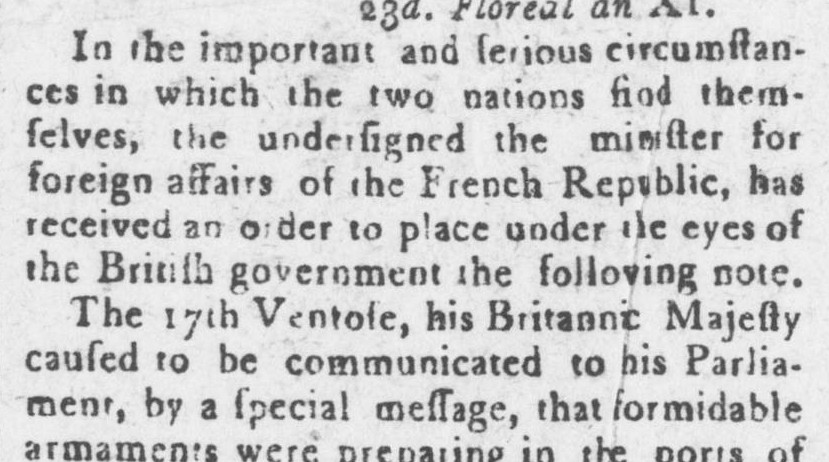 23d. Floreal an XI.
In the important and ſerious circumſtan-
ces in which the two nations find them-
ſelves, the underſigned the miniſter for
foreign affairs of the French Republic, has
received an order to place under the eyes of
the Britiſh government the following note.
The 17th Ventoſe, his Britannic Majeſty
cauſed to be communicated to his Parlia-
ment, by a ſpecial meſſage, that formidable
armaments were preparing in the ports of